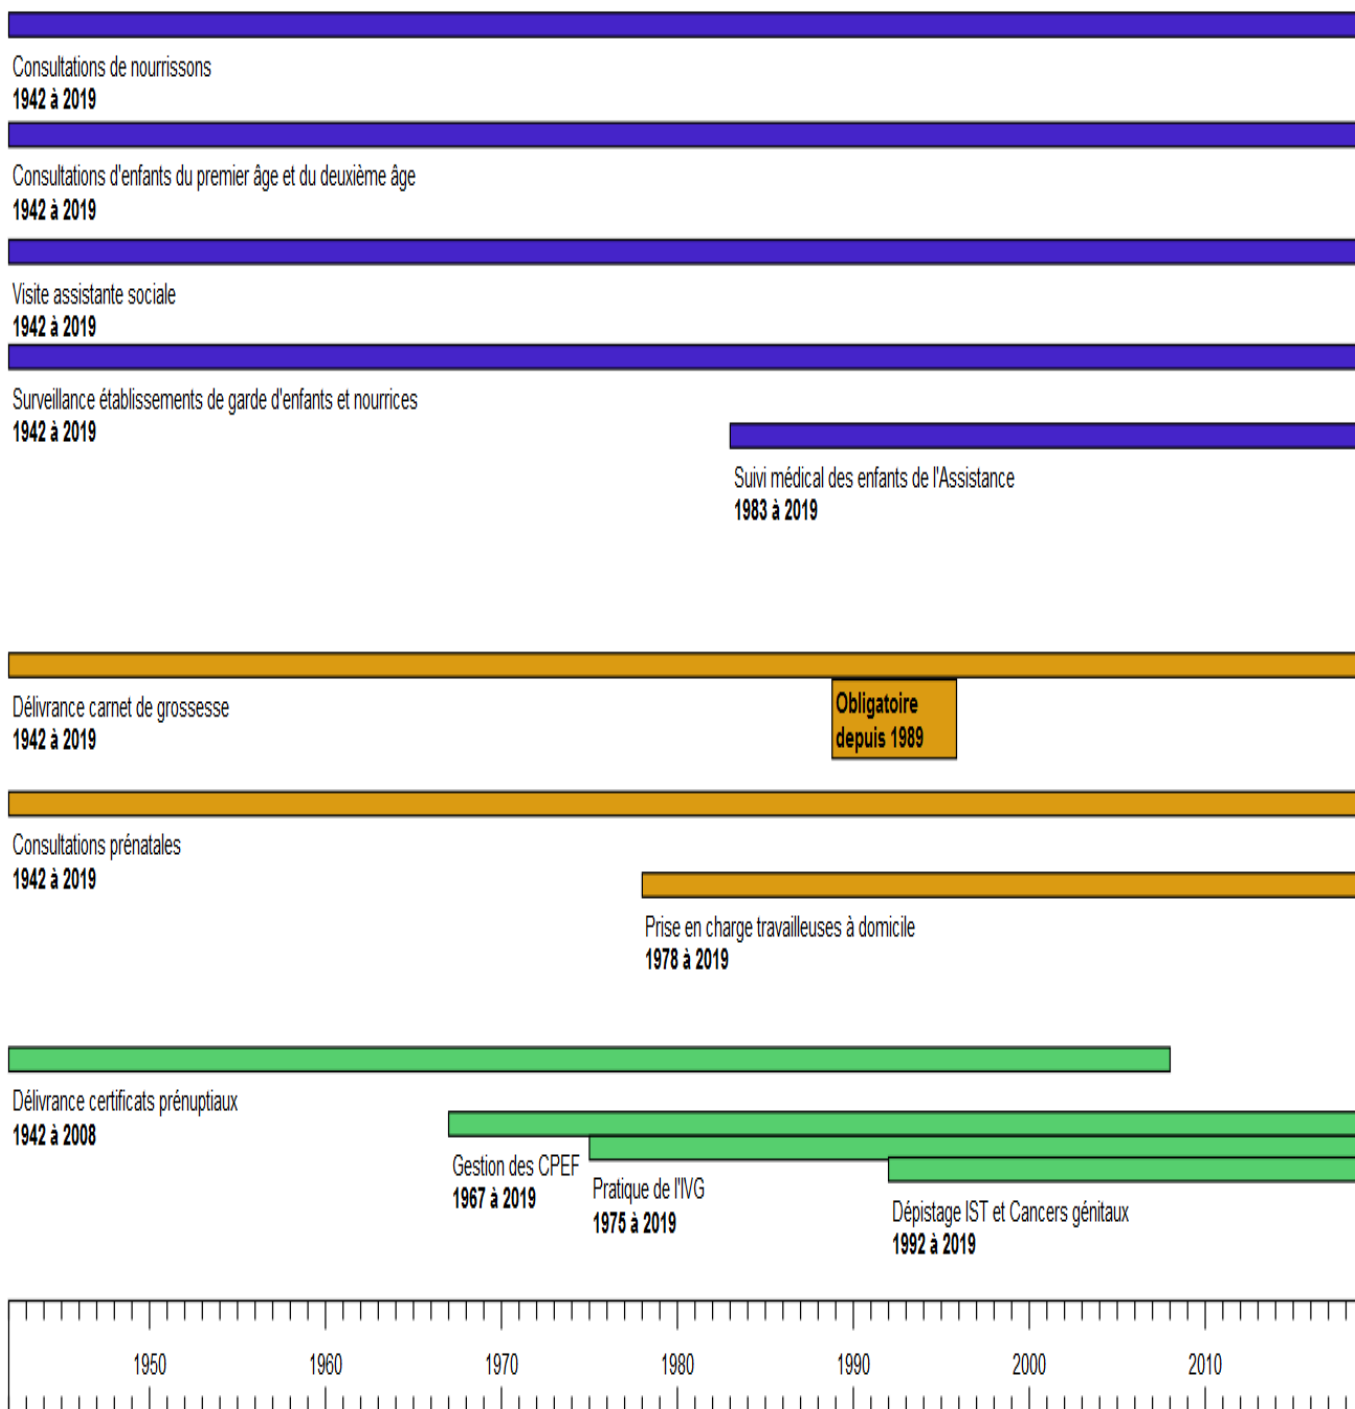 Consultations de nourrissons
1942 à 2019
Consultations d'enfants du premier âge et du deuxième âge
1942 à 2019
Visite assistante sociale
1942 à 2019
Surveillance établissements de garde d'enfants et nourrices
1942 à 2019
Suivi médical des enfants de l'Assistance
1983 à 2019
Délivrance carnet de grossesse
1942 à 2019
Obligatoire
depuis 1989
Consultations prénatales
1942 à 2019
Prise en charge travailleuses à domicile
1978 à 2019
Délivrance certificats prénuptiaux
1942 à 2008
Gestion des CPEF
1967 à 2019
Pratique de l'IVG
1975 à 2019
Dépistage IST et Cancers génitaux
1992 à 2019
1950 1960 1970 1980 1990 2000 2010